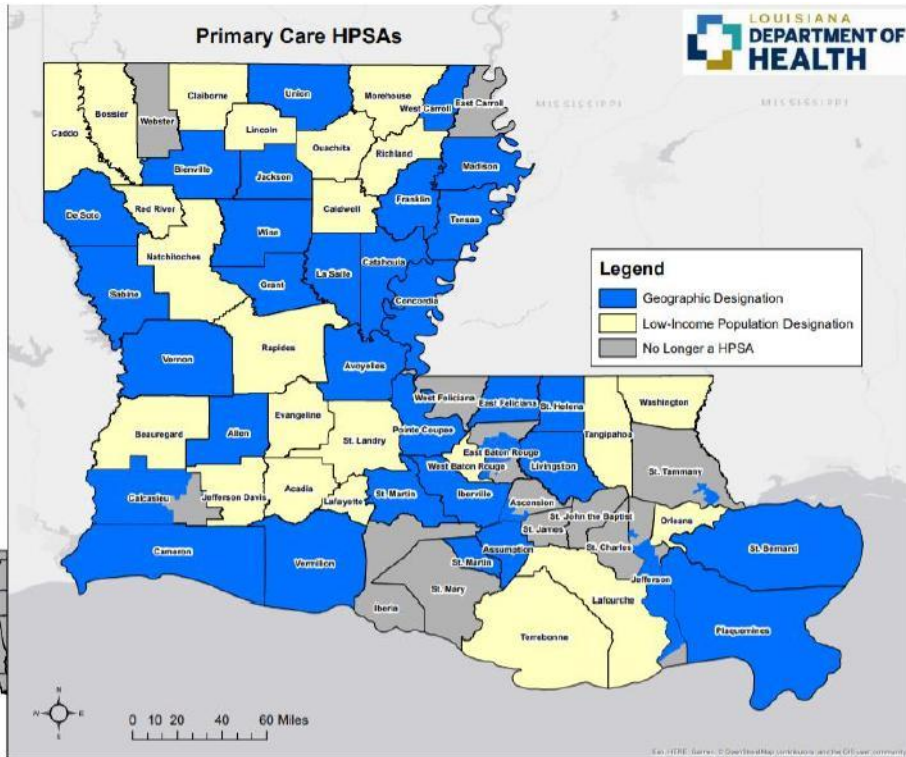 Primary Care HPSAs
LOUISIANA
DEPARTMENT OF
HEALTH
MISSISSIPPI
MISSISSIPPI
Caddo
Bossier
Webster
Claiborne
Union
Morehouse
West Carroll
East Carroll
Lincoln
Ouachita
Richland
Madison
Bienville
Jackson
Franklin
Tensas
De Soto
Red River
Caldwell
Winn
Natchitoches
La Salle
Catahoula
Sabine
Grant
Concordia
Legend
Geographic Designation
Low-Income Population Designation
No Longer a HPSA
Vernon
Rapides
Avoyelles
West Feliciana
East Feliciana
St. Helena
Washington
Tangipahoa
Beauregard
Allen
Evangeline
St. Landry
Pointe Coupee
East Baton Rouge
West Baton Rouge
Livingston
St. Tammany
Calcasieu
Jefferson Davis
Acadia
Lafayette
St. Martin
Iberville
Ascension
St. James
St. John the Baptist
St. Charles
Orleans
St. Bernard
Cameron
Vermilion
Assumption
St. Martin
Iberia
St. Mary
Jefferson
Lafourche
Plaquemines
Terrebonne
N
W
E
S
0 10 20 40 60 Miles